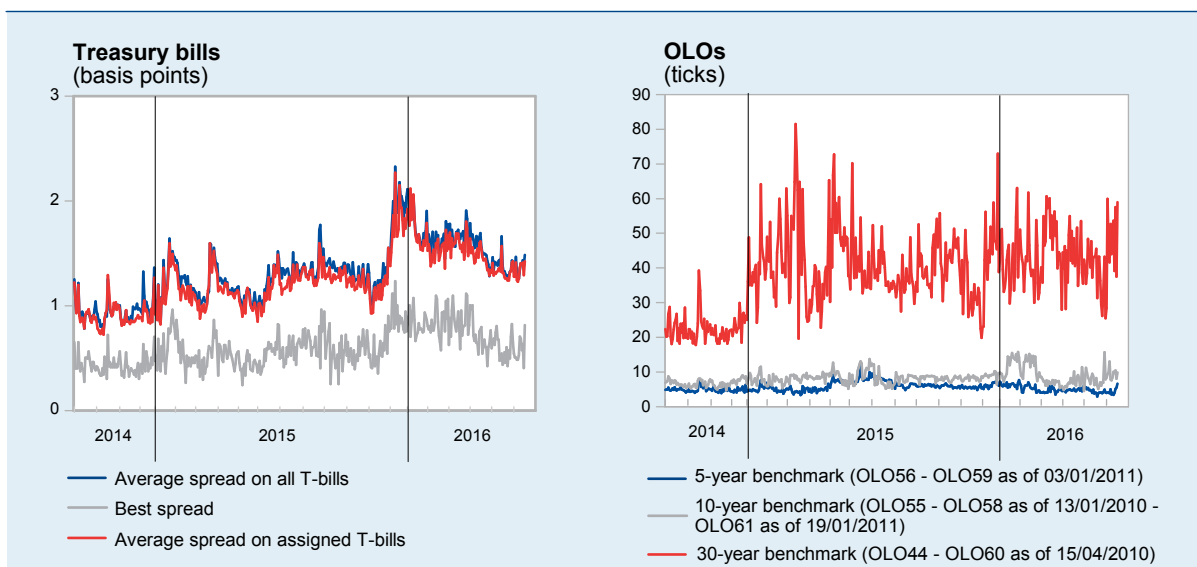 Treasury bills
(basis points)
3
2
1
0
2014
2015
2016
Average spread on all T-bills
Best spread
Average spread on assigned T-bills
OLOs
(ticks)
90
80
70
60
50
40
30
20
10
0
2014
2015
2016
5-year benchmark (OLO56 - OLO59 as of 03/01/2011)
10-year benchmark (OLO55 - OLO58 as of 13/01/2010 -
OLO61 as of 19/01/2011)
30-year benchmark (OLO44 - OLO60 as of 15/04/2010)